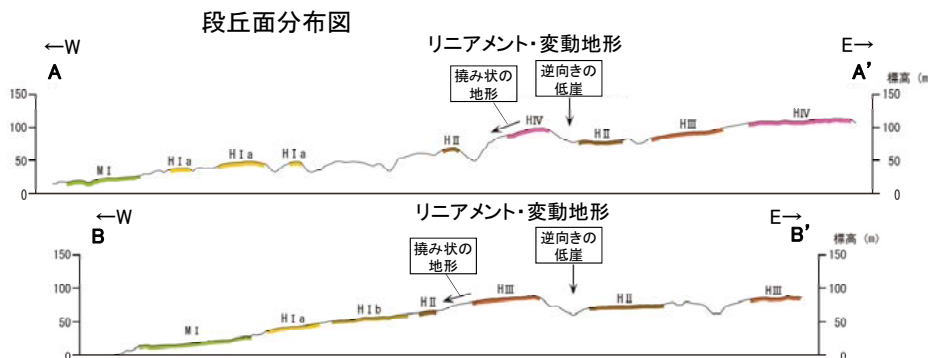 段丘面分布図
←W
リニアメント・変動地形
E→
A
A'
撓み状の
地形
逆向きの
低崖
標高 (m)
150
150
HⅣ
HⅣ
100
HⅢ
100
HⅡ
HⅡ
HⅠa
HⅠa
HⅠa
50
50
MⅠ
0
0
←W
リニアメント・変動地形
E→
B
B'
撓み状の
地形
逆向きの
低崖
標高 (m)
150
150
100
HⅢ
HⅢ
100
HⅡ
HⅡ
HⅠb
HⅠa
50
50
MⅠ
0
0